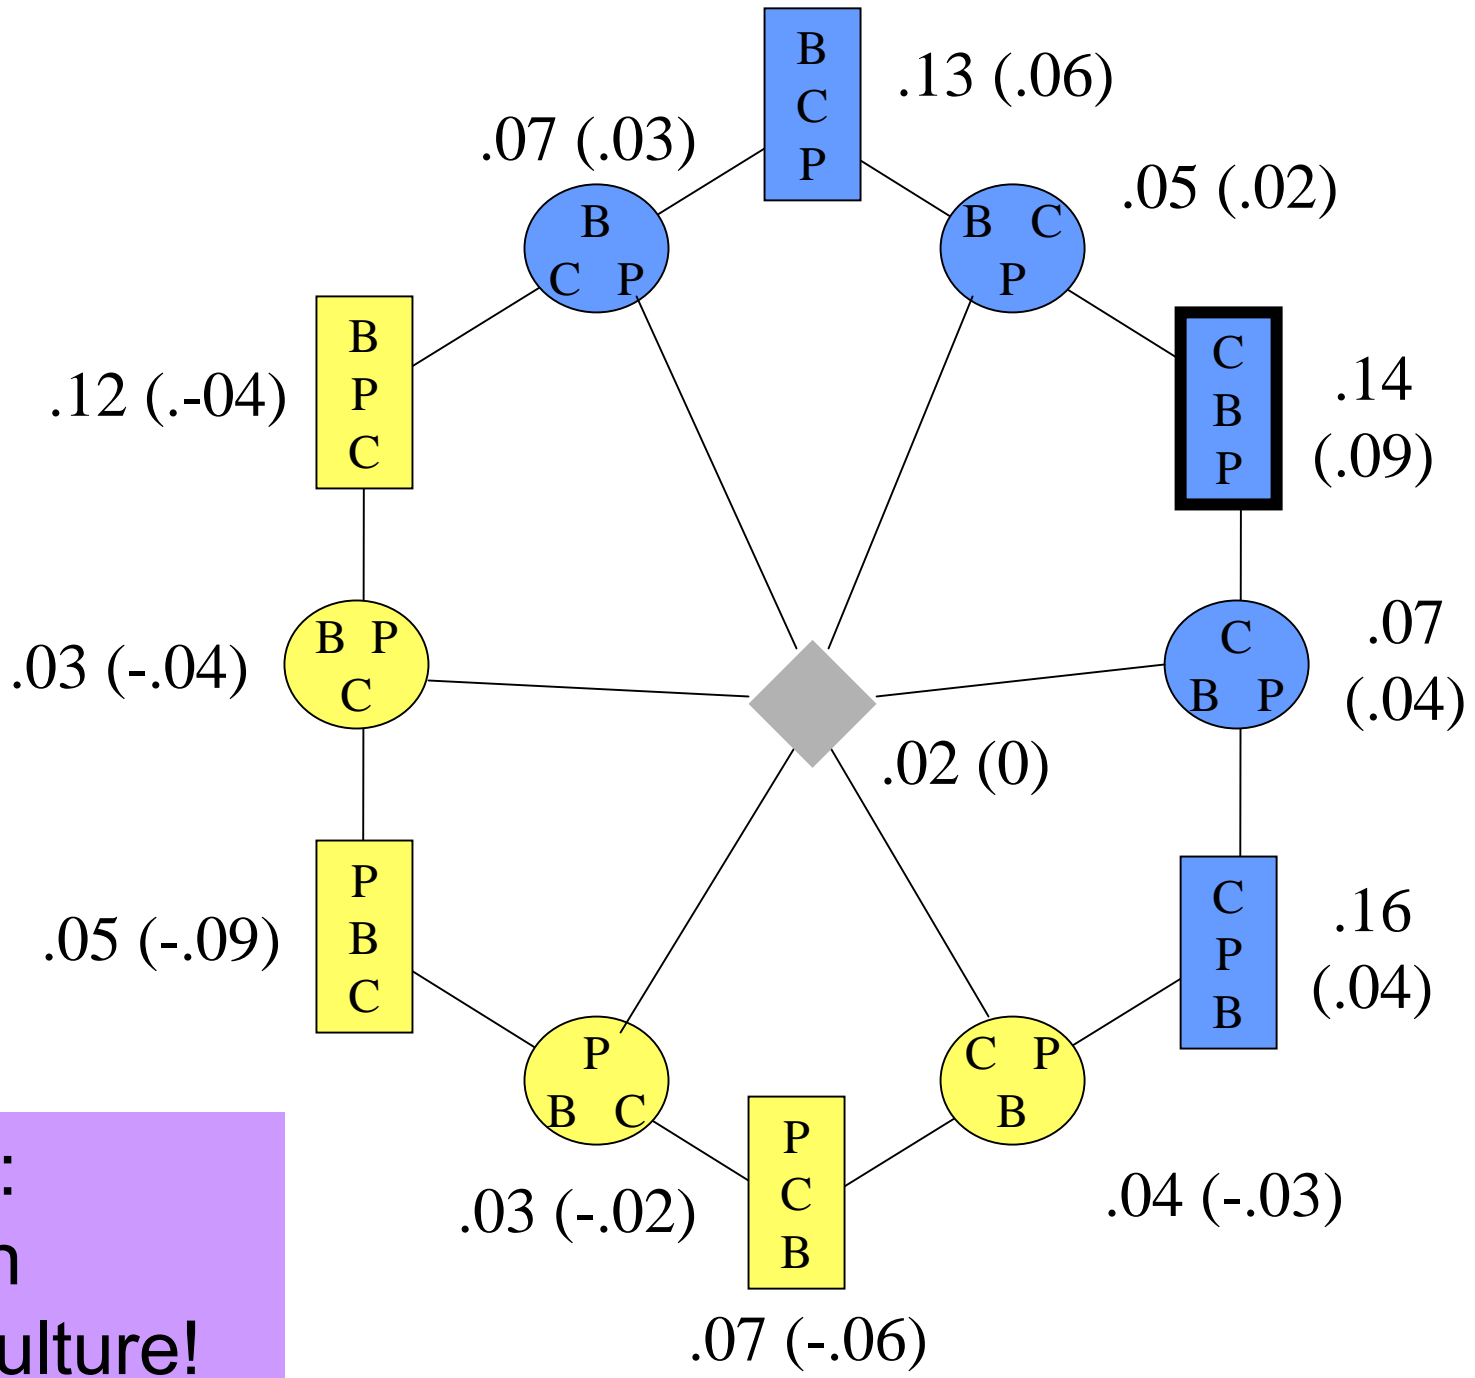 B
C
P
.13 (.06)
.07 (.03)
B
C P
B C
P
.05 (.02)
B
P
C
.12 (.-04)
C
B
P
.14
(.09)
B P
C
.03 (-.04)
C
B P
.07
(.04)
.02 (0)
P
B
C
.05 (-.09)
C
P
B
.16
(.04)
P
B C
.03 (-.02)
C P
B
.04 (-.03)
P
C
B
.07 (-.06)
:
n
ulture!